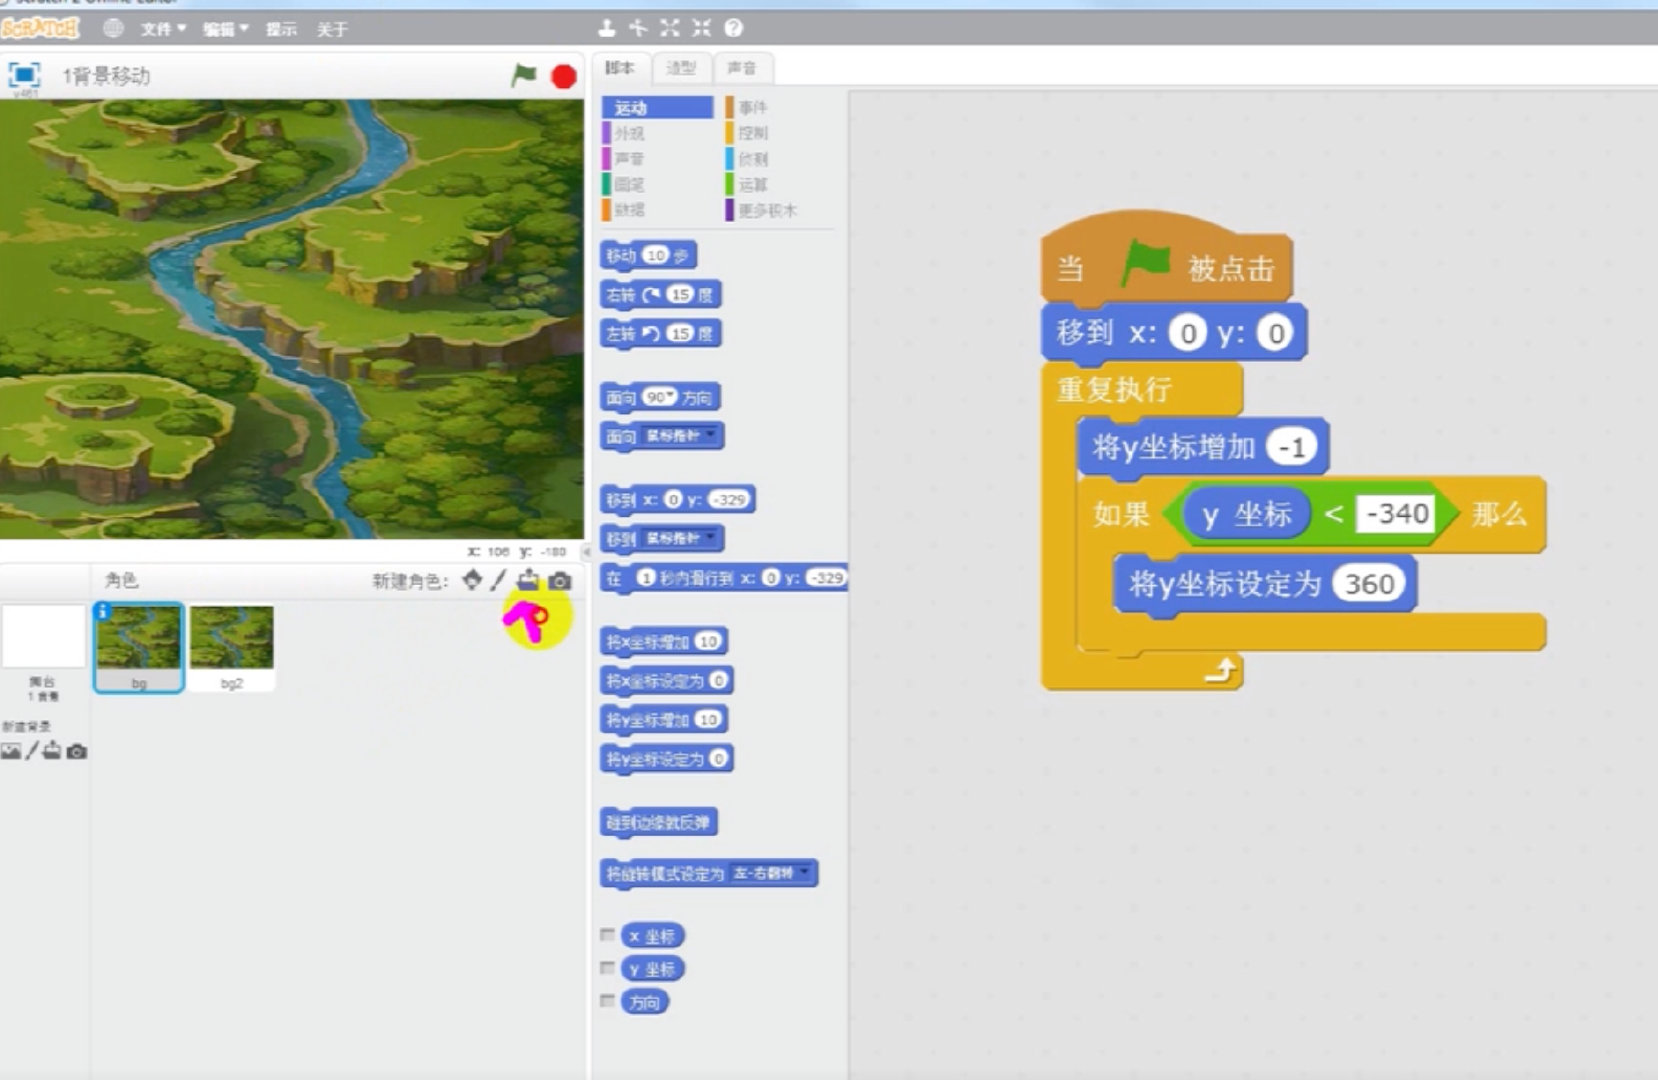 SCRATCH 文件 编辑 提示 关于
1背景移动
v461
脚本 造型 声音
运动 事件
外观 控制
声音 侦测
画笔 运算
数据 更多积木
移动 10 步
右转 15 度
左转 15 度
面向 90 方向
面向 鼠标指针
移到 x: 0 y: -329
移到 鼠标指针
在 1 秒内滑行到 x: 0 y: -329
将x坐标增加 10
将x坐标设定为 0
将y坐标增加 10
将y坐标设定为 0
碰到边缘就反弹
将旋转模式设定为 左-右翻转
x 坐标
y 坐标
方向
x: 106 y: -180
角色 新建角色:
bg bg2
舞台
1 背景
新建背景
当 被点击
移到 x: 0 y: 0
重复执行
将y坐标增加 -1
如果 y 坐标 < -340 那么
将y坐标设定为 360